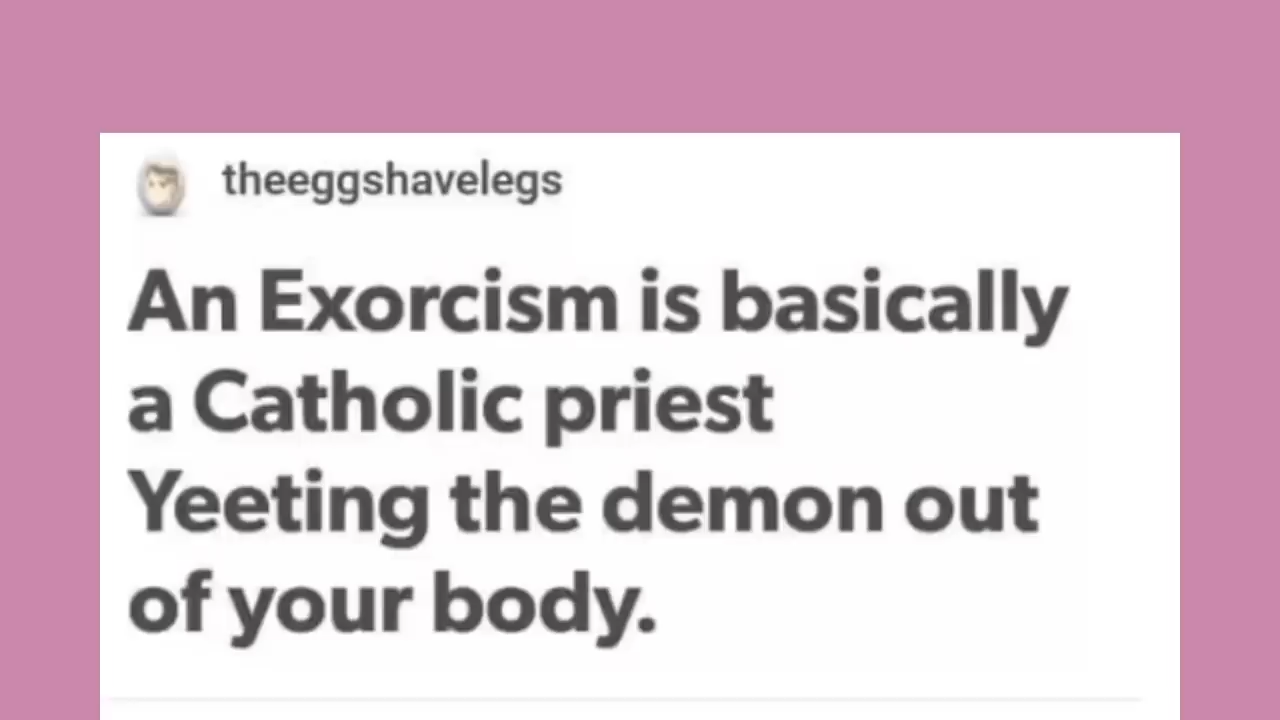 theeggshavelegs
An Exorcism is basically
a Catholic priest
Yeeting the demon out
of your body.